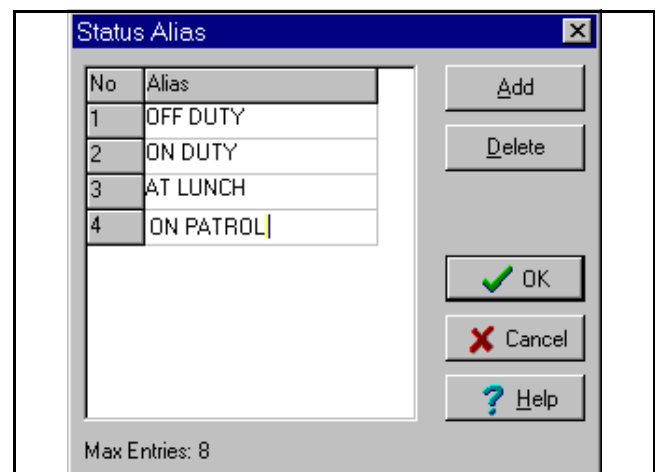 Status Alias
No Alias
1 OFF DUTY
2 ON DUTY
3 AT LUNCH
4 ON PATROL
Add
Delete
OK
Cancel
Help
Max Entries: 8